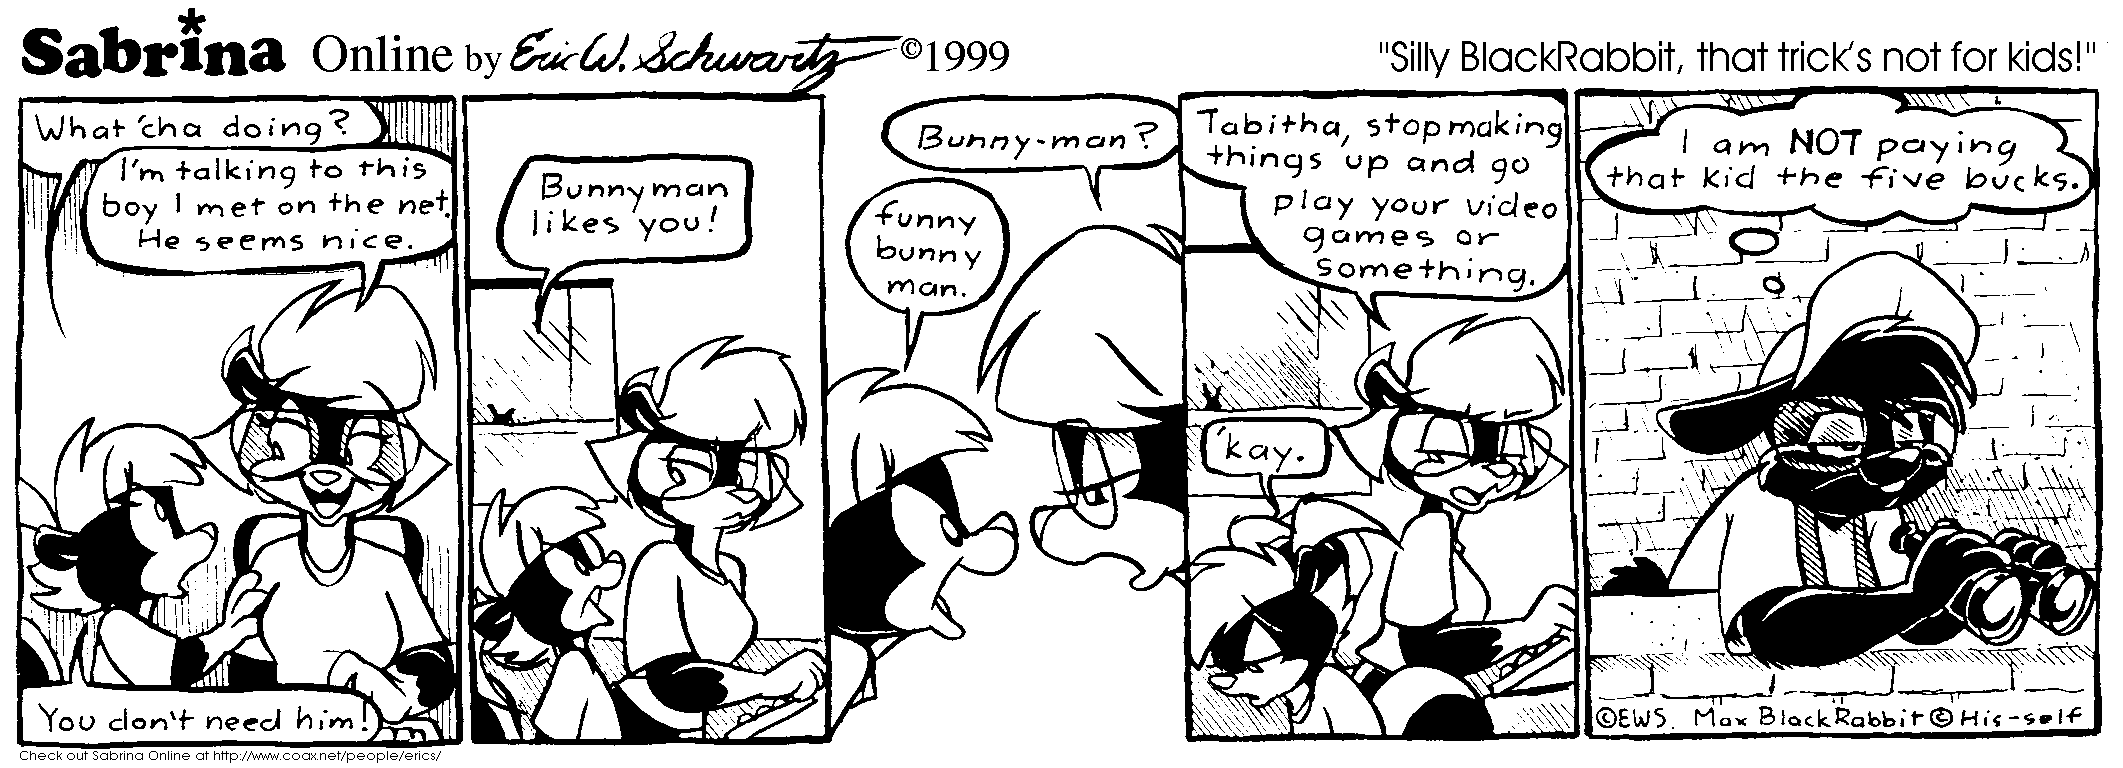 Sabrina Online by Eric W. Schwartz ©1999
"Silly BlackRabbit, that trick's not for kids!"
What 'cha doing?
I'm talking to this
boy I met on the net.
He seems nice.
You don't need him!
Bunnyman
likes you!
Bunny-man?
funny
bunny
man.
Tabitha, stop making
things up and go
play your video
games or
something.
'kay.
I am NOT paying
that kid the five bucks.
©EWS. Max BlackRabbit © His-self
Check out Sabrina Online at http://www.coax.net/people/erics/